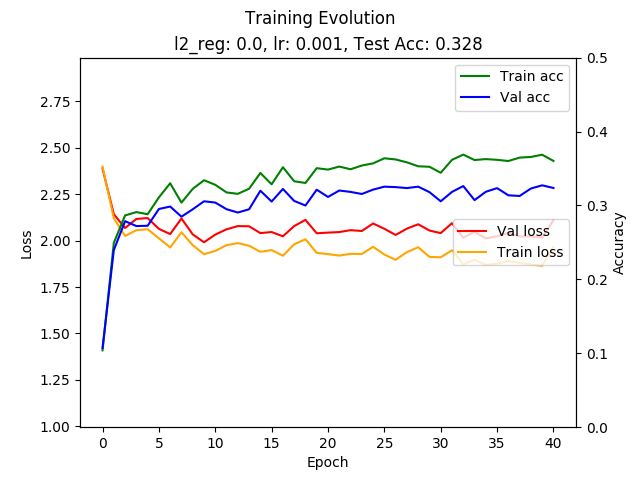 Training Evolution
l2_reg: 0.0, lr: 0.001, Test Acc: 0.328
Train acc
Val acc
Val loss
Train loss
Loss
2.75
2.50
2.25
2.00
1.75
1.50
1.25
1.00
0.5
0.4
0.3
0.2
0.1
0.0
Accuracy
0 5 10 15 20 25 30 35 40
Epoch